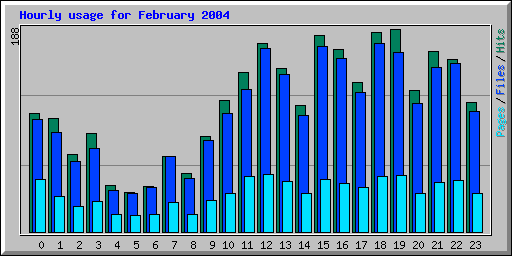 Hourly usage for February 2004
188
Pages/Files/Hits
0 1 2 3 4 5 6 7 8 9 10 11 12 13 14 15 16 17 18 19 20 21 22 23